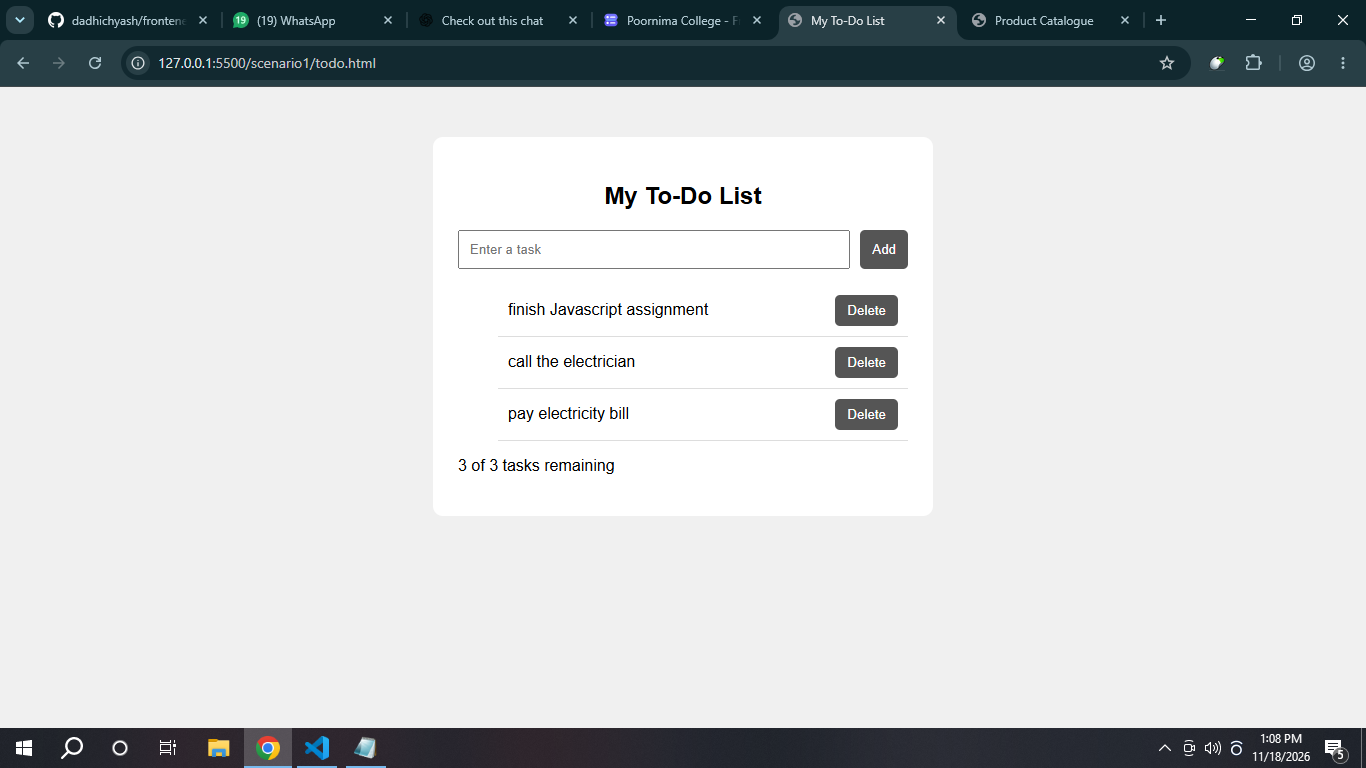 dadhichyash/fronten
19
(19) WhatsApp
Check out this chat
Poornima College - F
My To-Do List
Product Catalogue
127.0.0.1:5500/scenario1/todo.html
My To-Do List
Enter a task
Add
finish Javascript assignment
Delete
call the electrician
Delete
pay electricity bill
Delete
3 of 3 tasks remaining
1:08 PM
11/18/2026
5